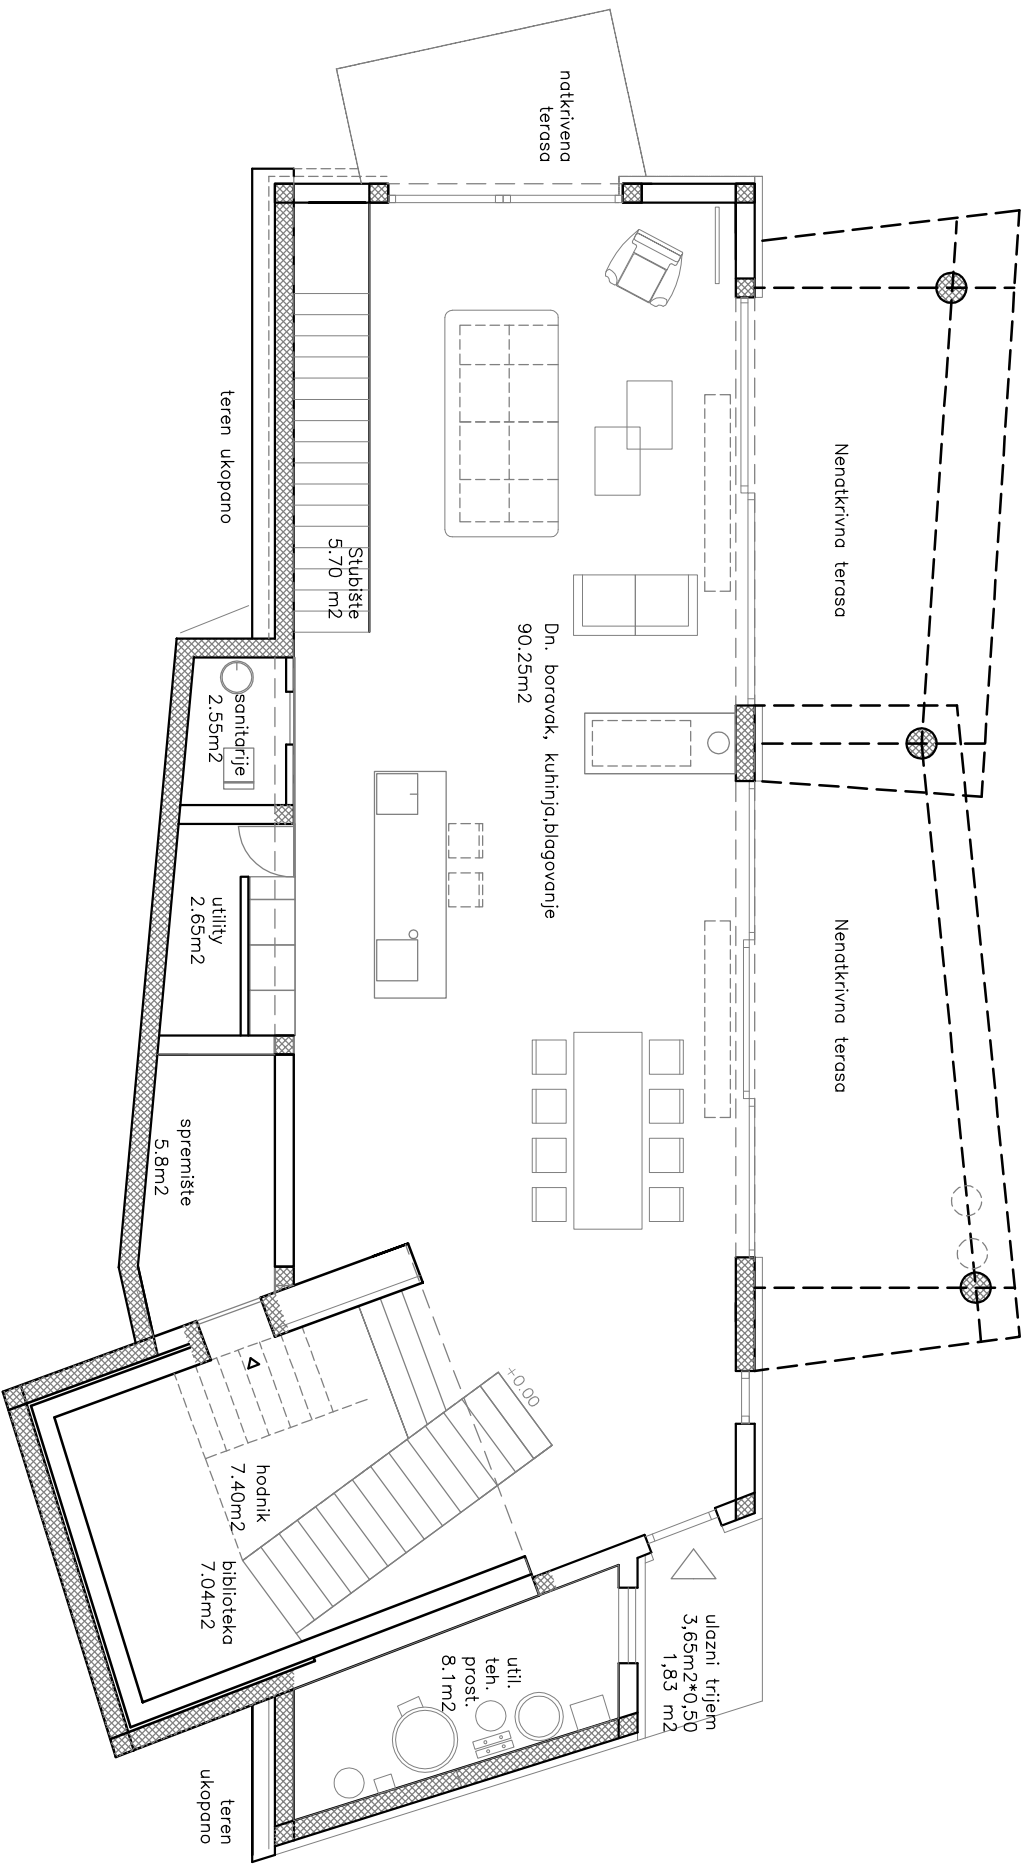 natkrivena
terasa
teren ukopano
Stubište
5.70 m2
Nenatkrivna terasa
Dn. boravak, kuhinja,blagovanje
90.25m2
sanitarije
2.55m2
utility
2.65m2
Nenatkrivna terasa
spremište
5.8m2
+0.00
hodnik
7.40m2
biblioteka
7.04m2
ulazni trijem
3,65m2*0,50
1,83 m2
util.
teh.
prost.
8.1m2
teren
ukopano